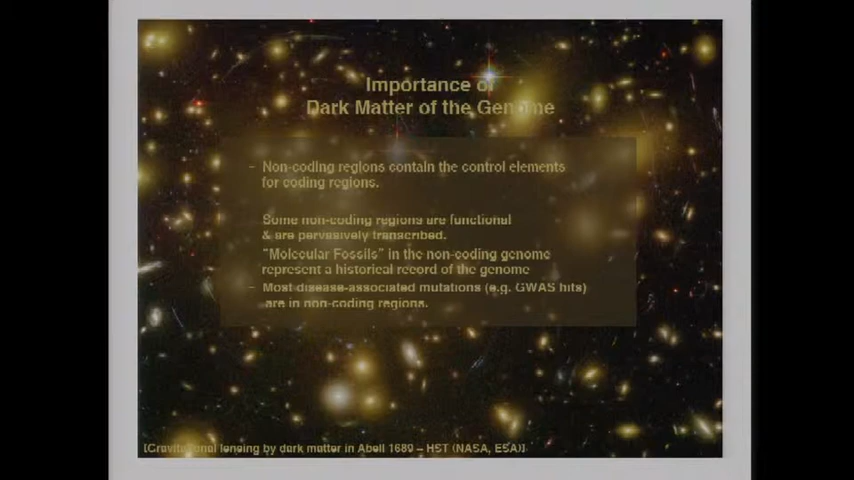 Importance of
Dark Matter of the Genome
– Non-coding regions contain the control elements
for coding regions.
Some non-coding regions are functional
& are pervasively transcribed.
"Molecular Fossils" in the non-coding genome
represent a historical record of the genome
– Most disease-associated mutations (e.g. GWAS hits)
are in non-coding regions.
[Gravitational lensing by dark matter in Abell 1689 – HST (NASA, ESA)]